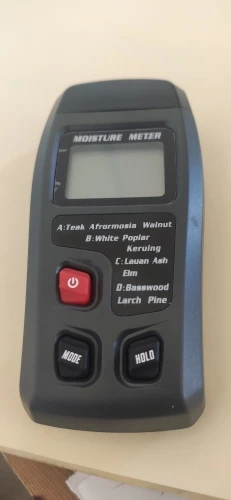 MOISTURE METER
A:Teak Afrormosia Walnut
B:White Poplar
Keruing
C:Lauan Ash
Elm
D:Basswood
Larch Pine
MODE
HOLD